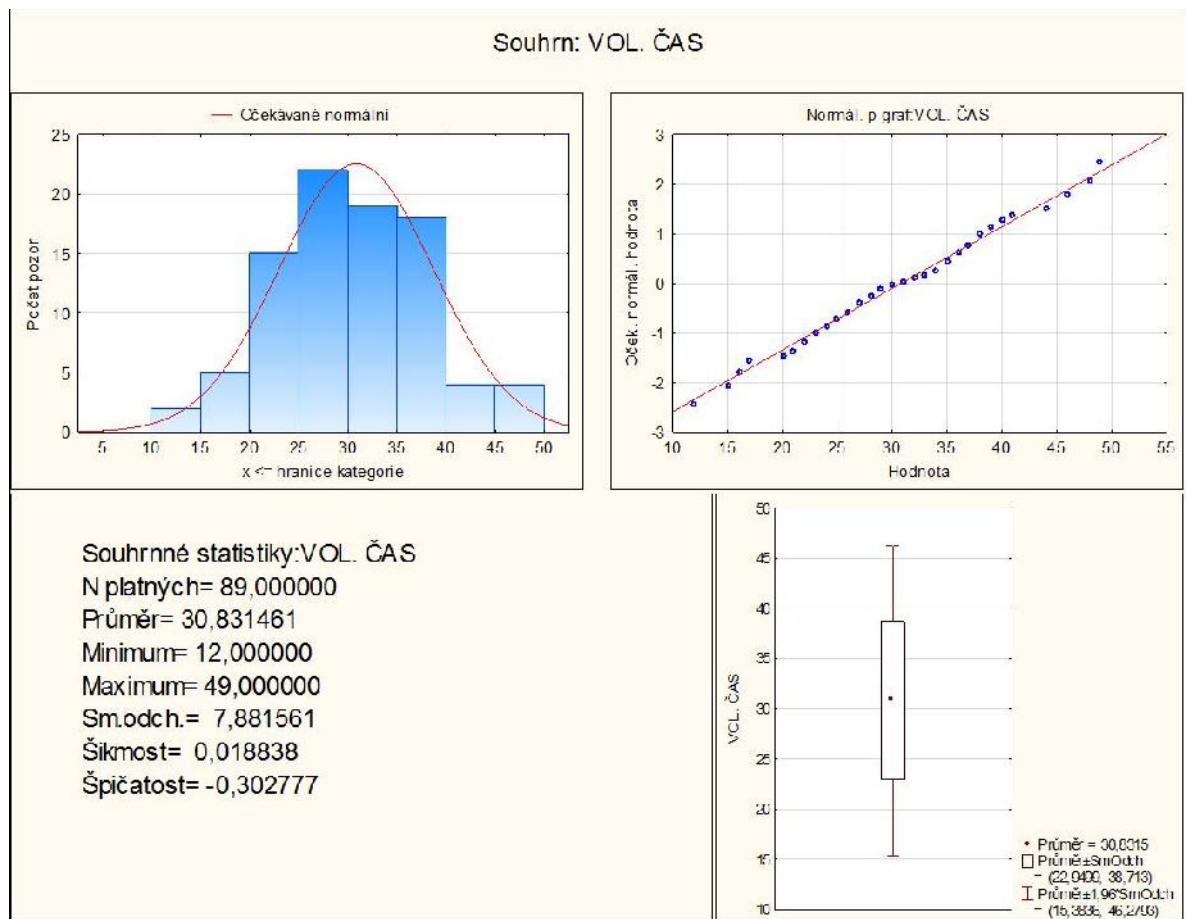 Souhrn: VOL. ČAS
Očekávané normální
25
20
15
10
5
0
Počet pozor
5 10 15 20 25 30 35 40 45 50
x <= hranice kategorie
Normál. p graf:VOL. ČAS
3
2
1
0
-1
-2
-3
Oček. normál. hodnota
10 15 20 25 30 35 40 45 50 55
Hodnota
Souhrnné statistiky:VOL. ČAS
N platných= 89,000000
Průměr= 30,831461
Minimum= 12,000000
Maximum= 49,000000
Sm.odch.= 7,881561
Šikmost= 0,018838
Špičatost= -0,302777
50
45
40
35
30
25
20
15
10
VOL. ČAS
Průměr = 30,8315
Průměr±SmOdch
= (22,9499, 38,713)
Průměr±1,96*SmOdch
= (15,3836, 46,2793)